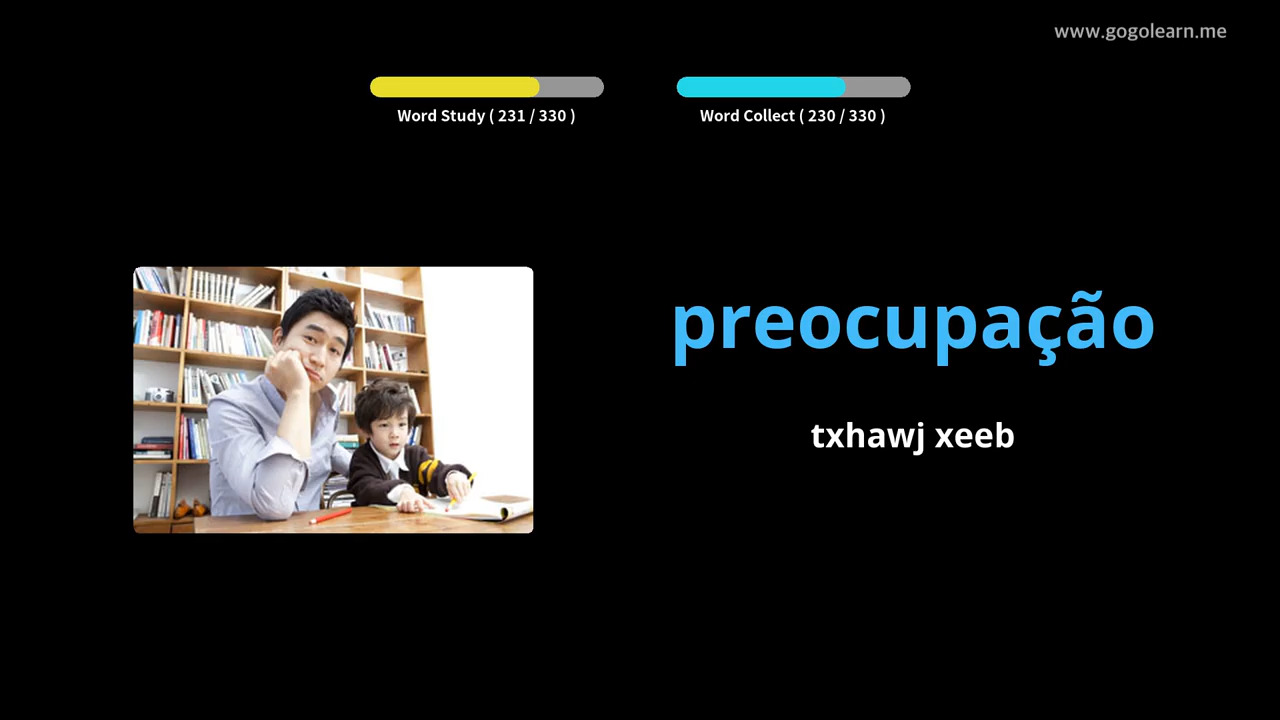 www.gogolearn.me
Word Study ( 231 / 330 )
Word Collect ( 230 / 330 )
preocupação
txhawj xeeb